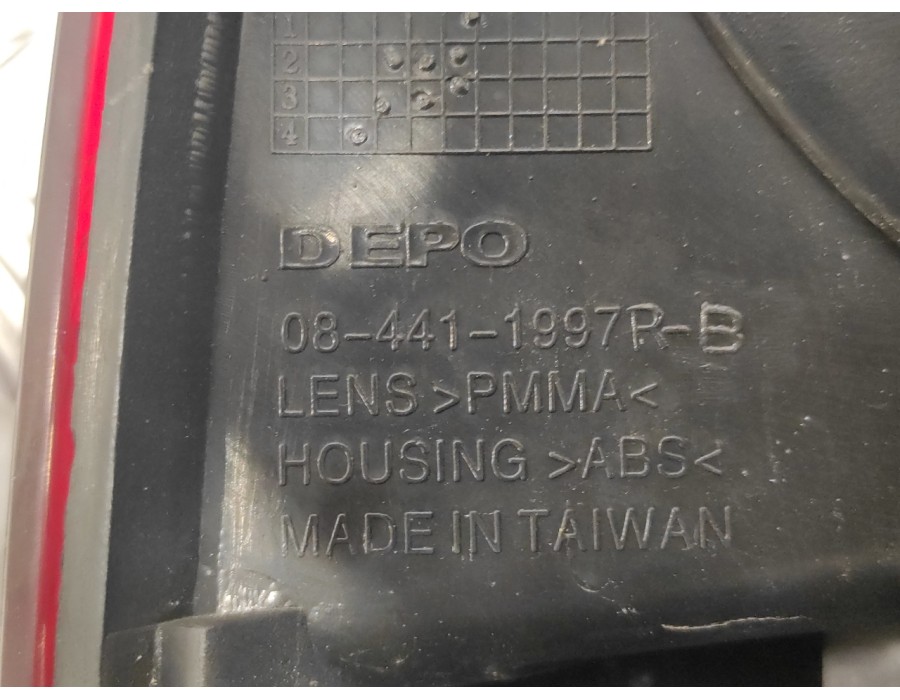 1
2
3
4
DEPO
08-441-1997R-B
LENS >PMMA<
HOUSING >ABS<
MADE IN TAIWAN